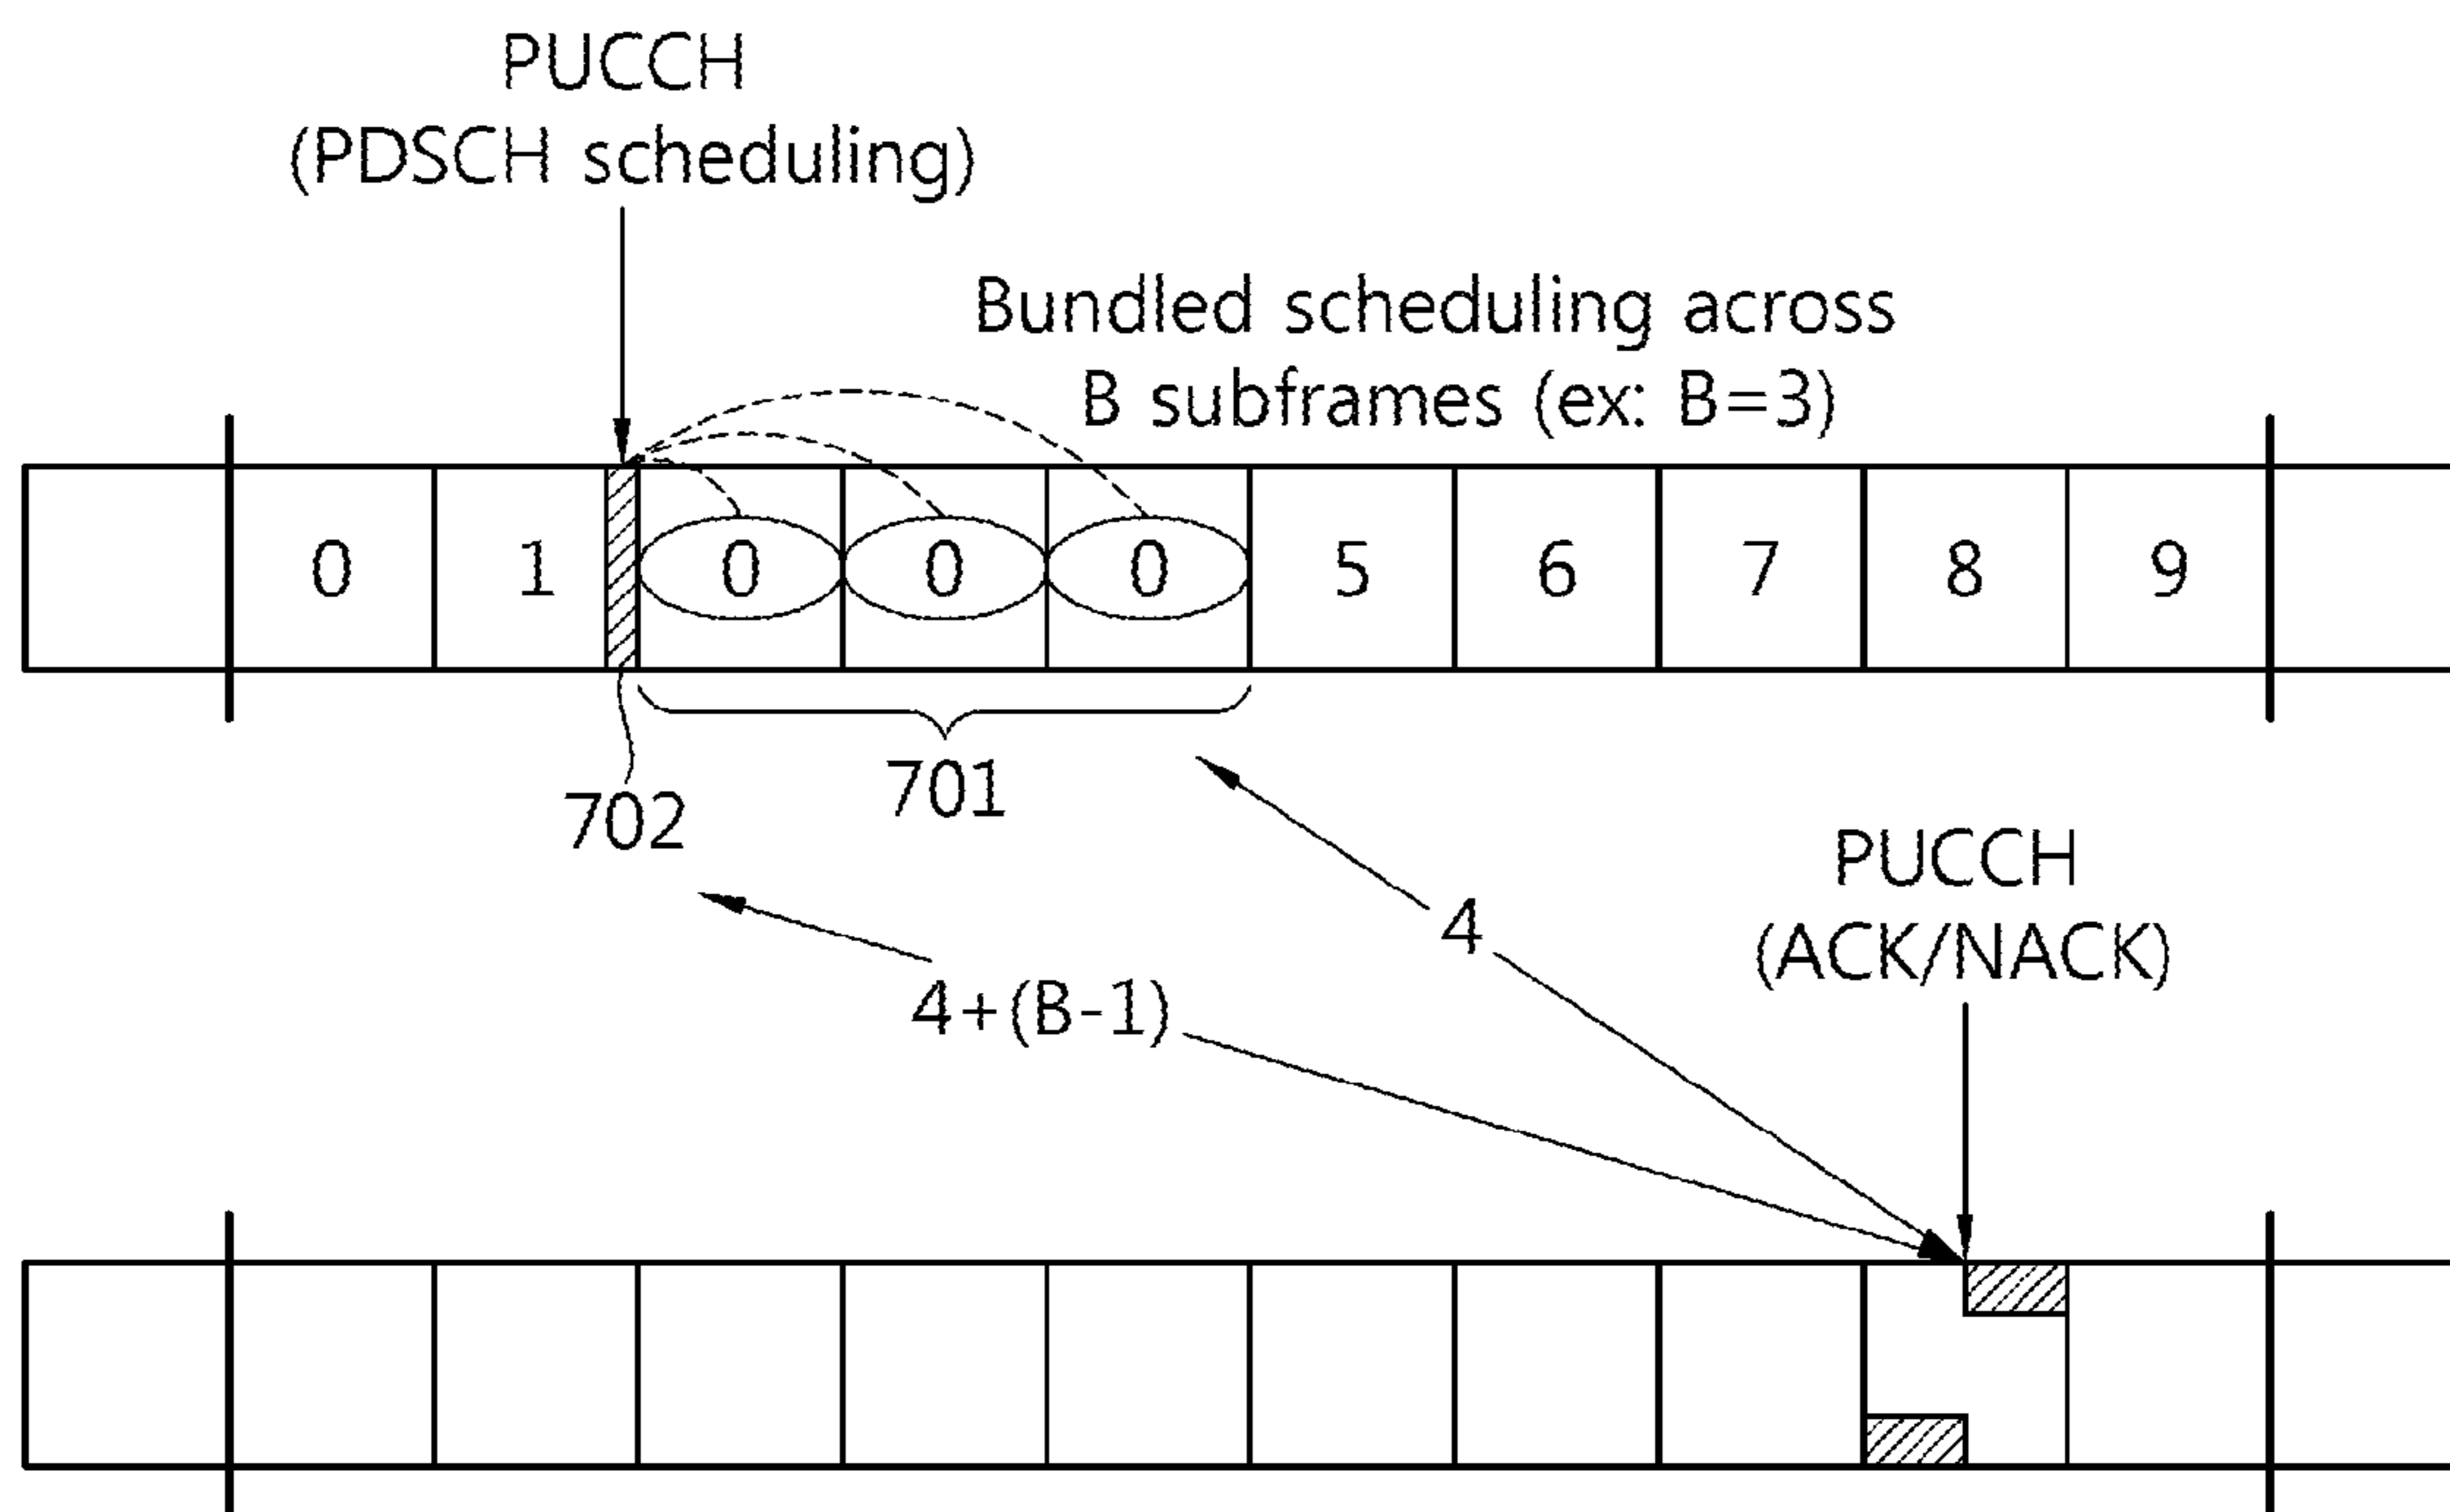 PUCCH
(PDSCH scheduling)
Bundled scheduling across
B subframes (ex: B=3)
0 1 0 0 0 5 6 7 8 9
701
702
4
PUCCH
(ACK/NACK)
4+(B-1)